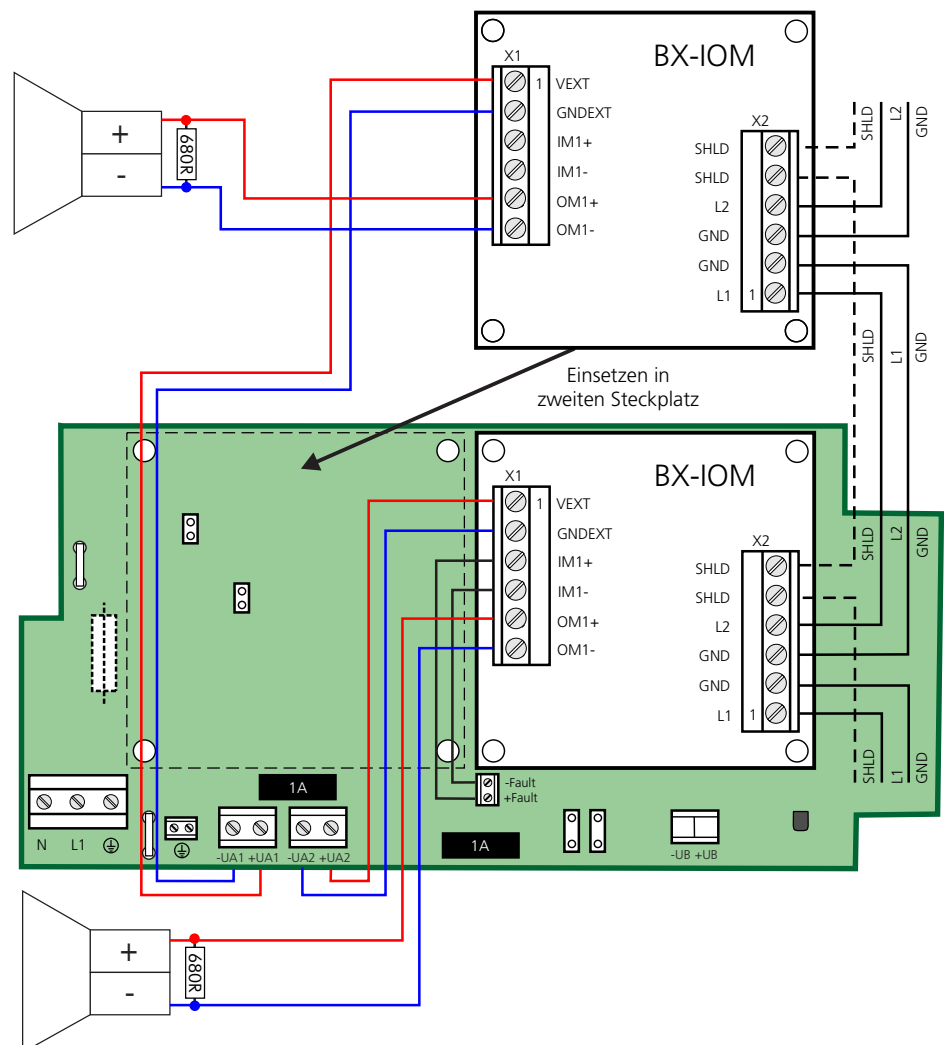 BX-IOM
X1
1
VEXT
GNDEXT
IM1+
IM1-
OM1+
OM1-
X2
SHLD
SHLD
L2
GND
GND
L1
1
SHLD
L2
GND
+
-
680R
SHLD
L1
GND
Einsetzen in
zweiten Steckplatz
BX-IOM
X1
1
VEXT
GNDEXT
IM1+
IM1-
OM1+
OM1-
X2
SHLD
SHLD
L2
GND
GND
L1
1
SHLD
L2
GND
SHLD
L1
GND
-Fault
+Fault
1A
1A
N L1
-UA1 +UA1
-UA2 +UA2
-UB +UB
+
-
680R